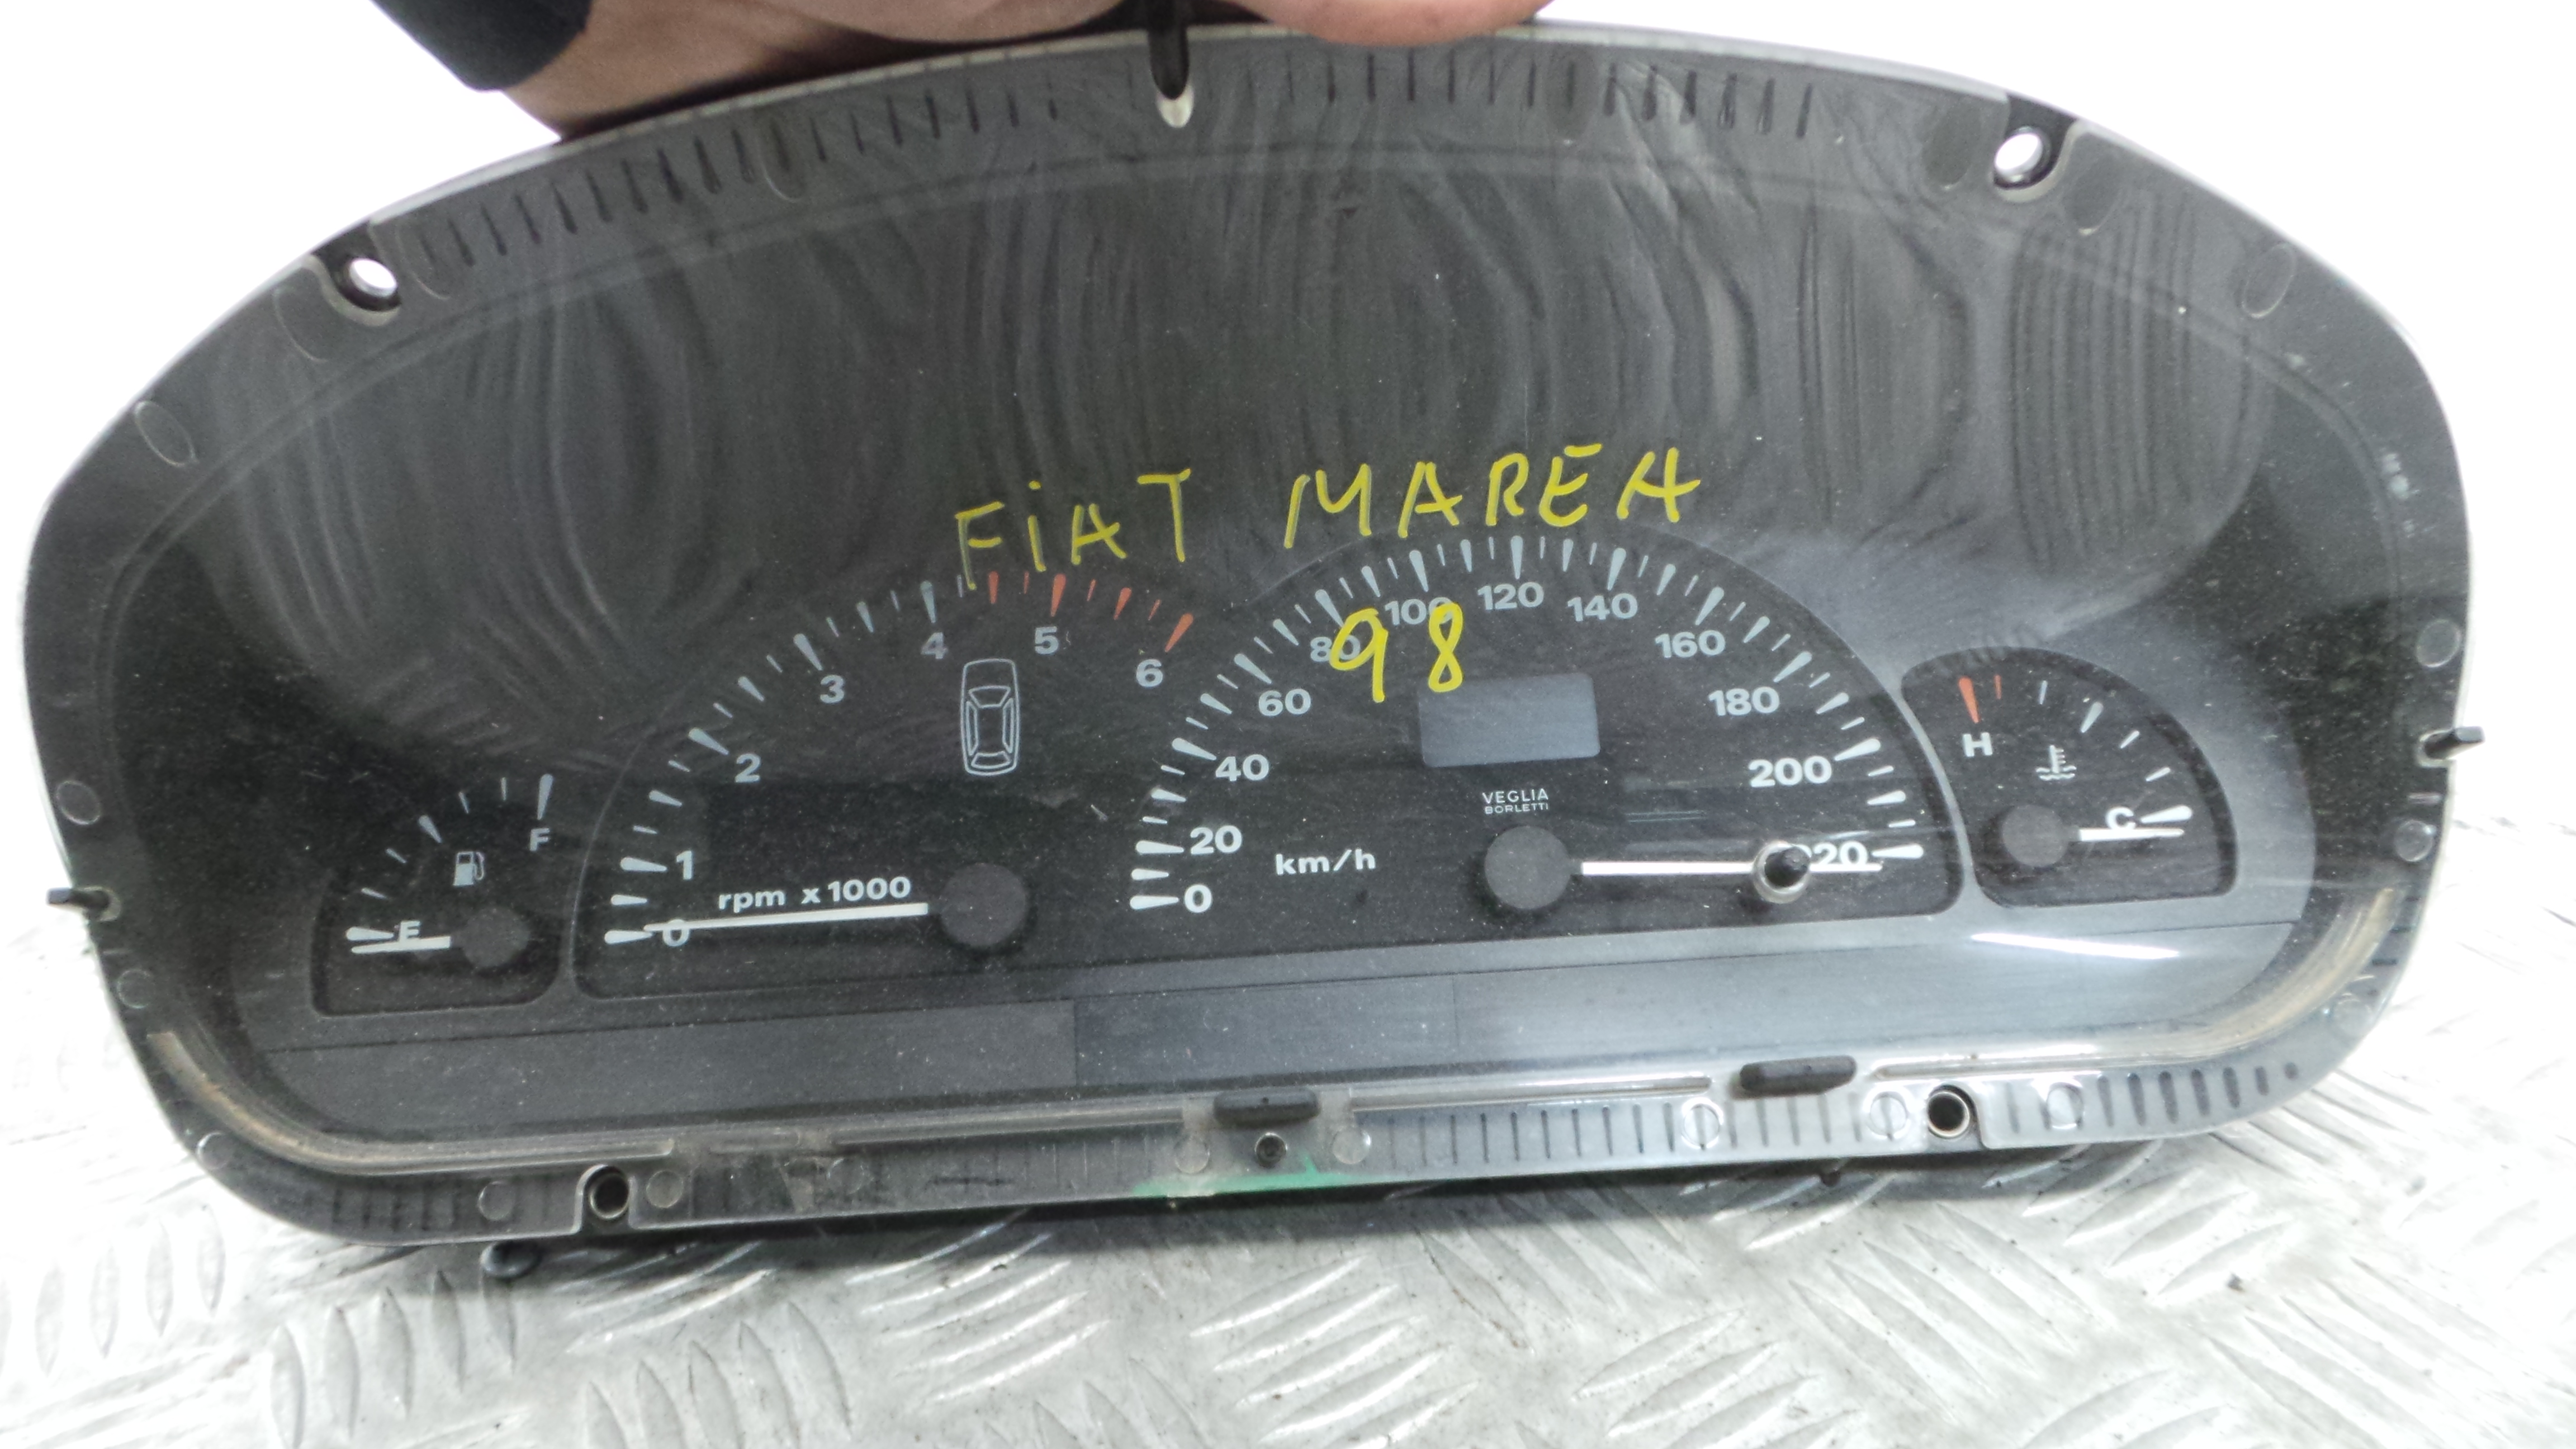 FiAT MAREA
98
0 1 2 3 4 5 6
rpm x 1000
E F
0 20 40 60 80 100 120 140 160 180 200 220
km/h
VEGLIA
BORLETTI
H C